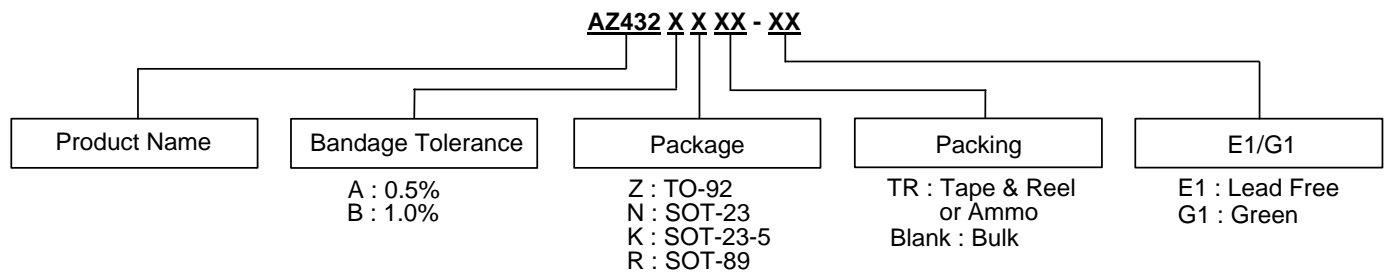 AZ432 X X XX - XX
Product Name
Bandage Tolerance
A : 0.5%
B : 1.0%
Package
Z : TO-92
N : SOT-23
K : SOT-23-5
R : SOT-89
Packing
TR : Tape & Reel
or Ammo
Blank : Bulk
E1/G1
E1 : Lead Free
G1 : Green